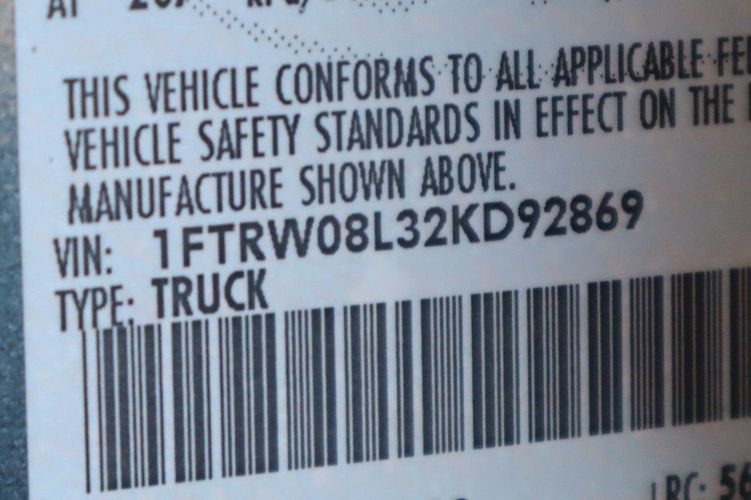 THIS VEHICLE CONFORMS TO ALL APPLICABLE
VEHICLE SAFETY STANDARDS IN EFFECT ON THE
MANUFACTURE SHOWN ABOVE.
VIN: 1FTRW08L32KD92869
TYPE: TRUCK